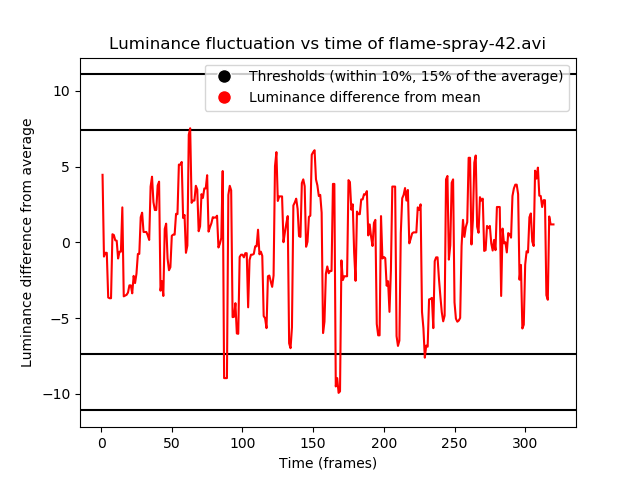 Luminance fluctuation vs time of flame-spray-42.avi
Thresholds (within 10%, 15% of the average)
Luminance difference from mean
Luminance difference from average
10
5
0
−5
−10
0 50 100 150 200 250 300
Time (frames)